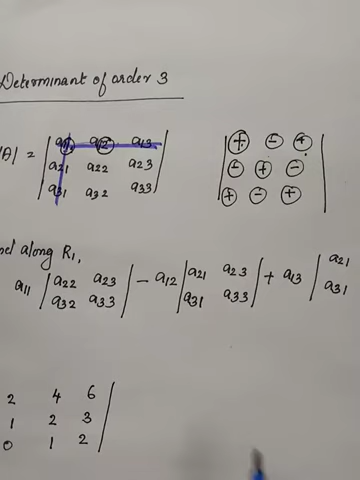 Determinant of order 3
|A| = | a11 a12 a13 | | + - + |
| a21 a22 a23 | | - + - |
| a31 a32 a33 | | + - + |
along R1,
a11 | a22 a23 | - a12 | a21 a23 | + a13 | a21
| a32 a33 | | a31 a33 | | a31
2 4 6 |
1 2 3 |
0 1 2 |